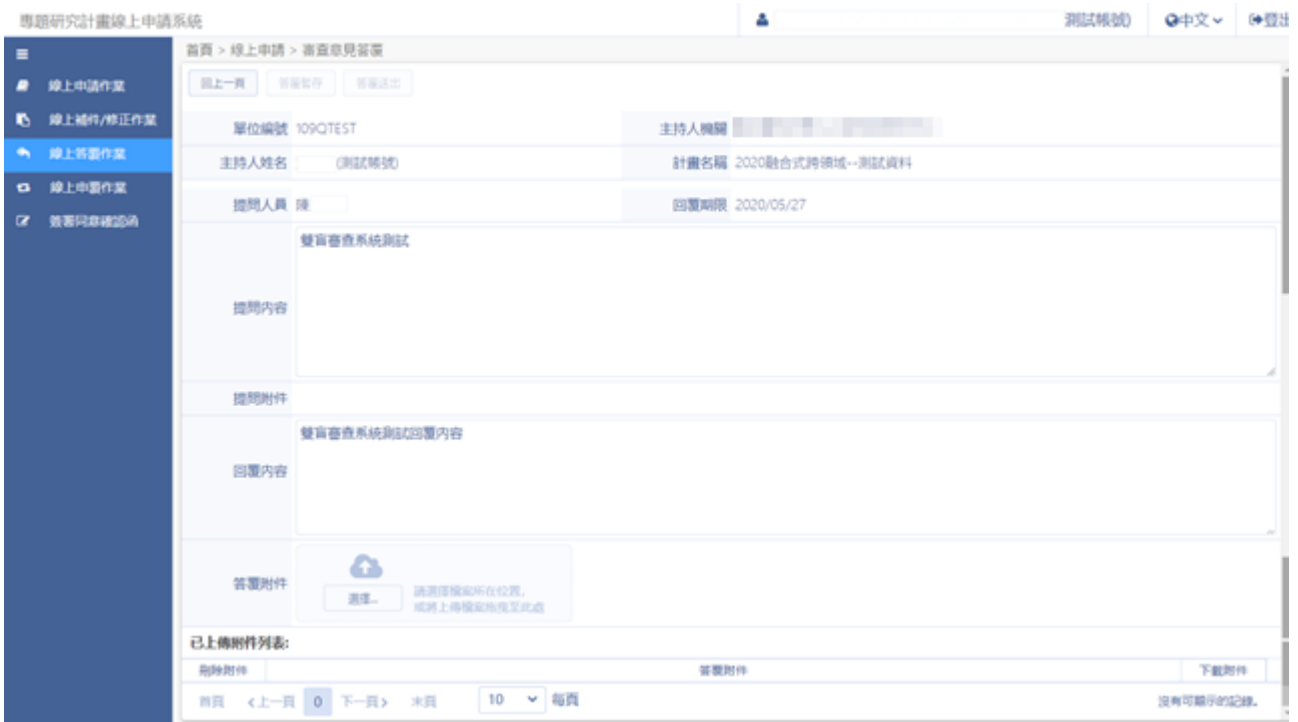 專題研究計畫線上申請系統
測試帳號)
中文
登出
首頁 > 線上申請 > 審查意見答覆
線上申請作業
線上補件/修正作業
線上答覆作業
線上申覆作業
簽署同意確認函
回上一頁 答覆暫存 答覆送出
單位編號 109QTEST 主持人機關
主持人姓名 (測試帳號) 計畫名稱 2020融合式跨領域--測試資料
提問人員 陳 回覆期限 2020/05/27
提問內容 雙盲審查系統測試
提問附件
回覆內容 雙盲審查系統測試回覆內容
答覆附件 選擇... 請選擇檔案所在位置,
或將上傳檔案拖曳至此處
已上傳附件列表:
刪除附件 答覆附件 下載附件
首頁 上一頁 0 下一頁 末頁 10 每頁 沒有可顯示的記錄。